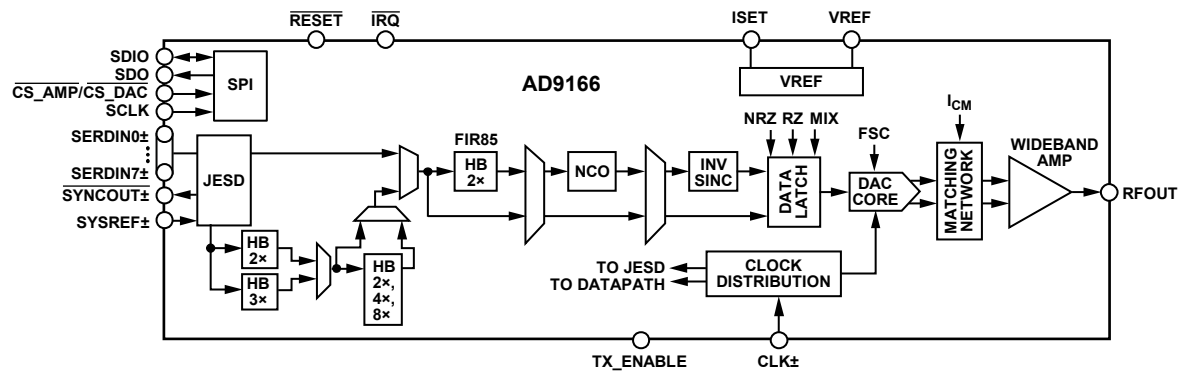 RESET
IRQ
ISET
VREF
SDIO
SDO
CS_AMP/CS_DAC
SCLK
SPI
AD9166
VREF
SERDIN0±
SERDIN7±
SYNCOUT±
SYSREF±
JESD
HB
2×
HB
3×
HB
2×,
4×,
8×
FIR85
HB
2×
NCO
INV
SINC
NRZ RZ MIX
DATA
LATCH
FSC
DAC
CORE
ICM
MATCHING
NETWORK
WIDEBAND
AMP
RFOUT
TO JESD
TO DATAPATH
CLOCK
DISTRIBUTION
TX_ENABLE
CLK±